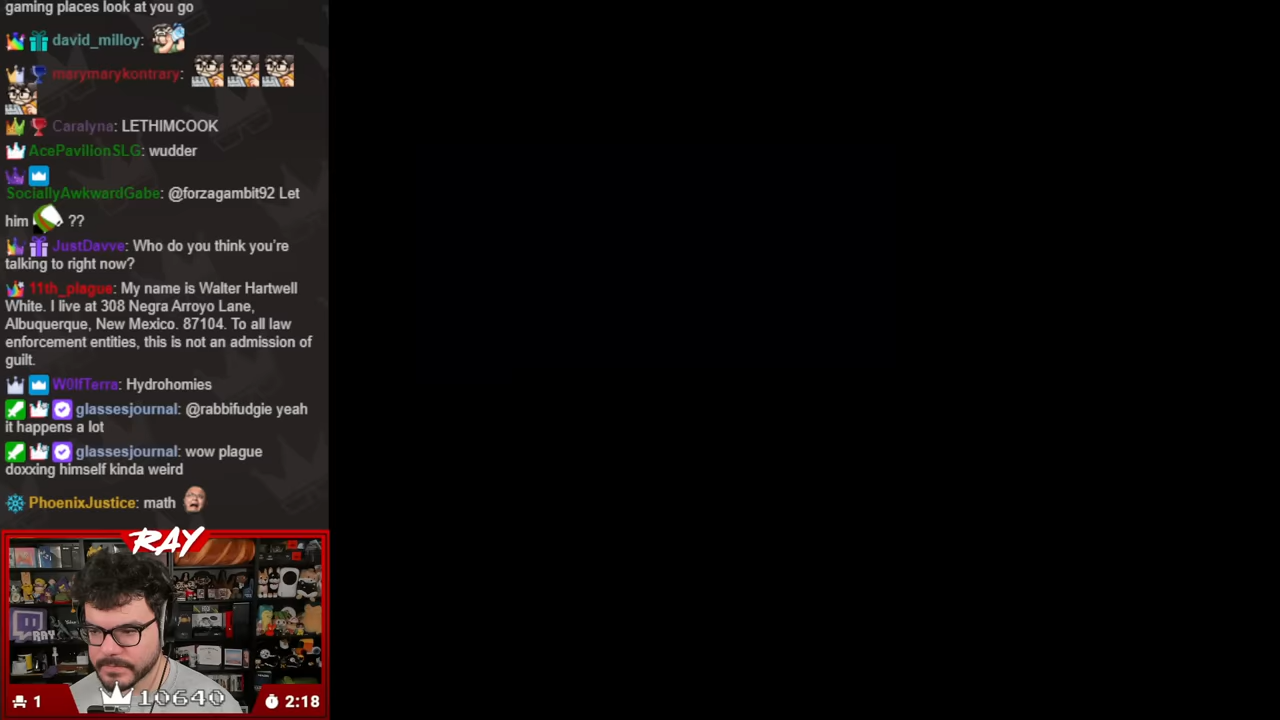 gaming places look at you go
david_milloy:
marymarykontrary:
Caralyna: LETHIMCOOK
AcePavilionSLG: wudder
SociallyAwkwardGabe: @forzagambit92 Let
him ??
JustDavve: Who do you think you're
talking to right now?
11th_plague: My name is Walter Hartwell
White. I live at 308 Negra Arroyo Lane,
Albuquerque, New Mexico. 87104. To all law
enforcement entities, this is not an admission of
guilt.
W0lfTerra: Hydrohomies
glassesjournal: @rabbifudgie yeah
it happens a lot
glassesjournal: wow plague
doxxing himself kinda weird
PhoenixJustice: math
RAY
RAY
1
10640
2:18